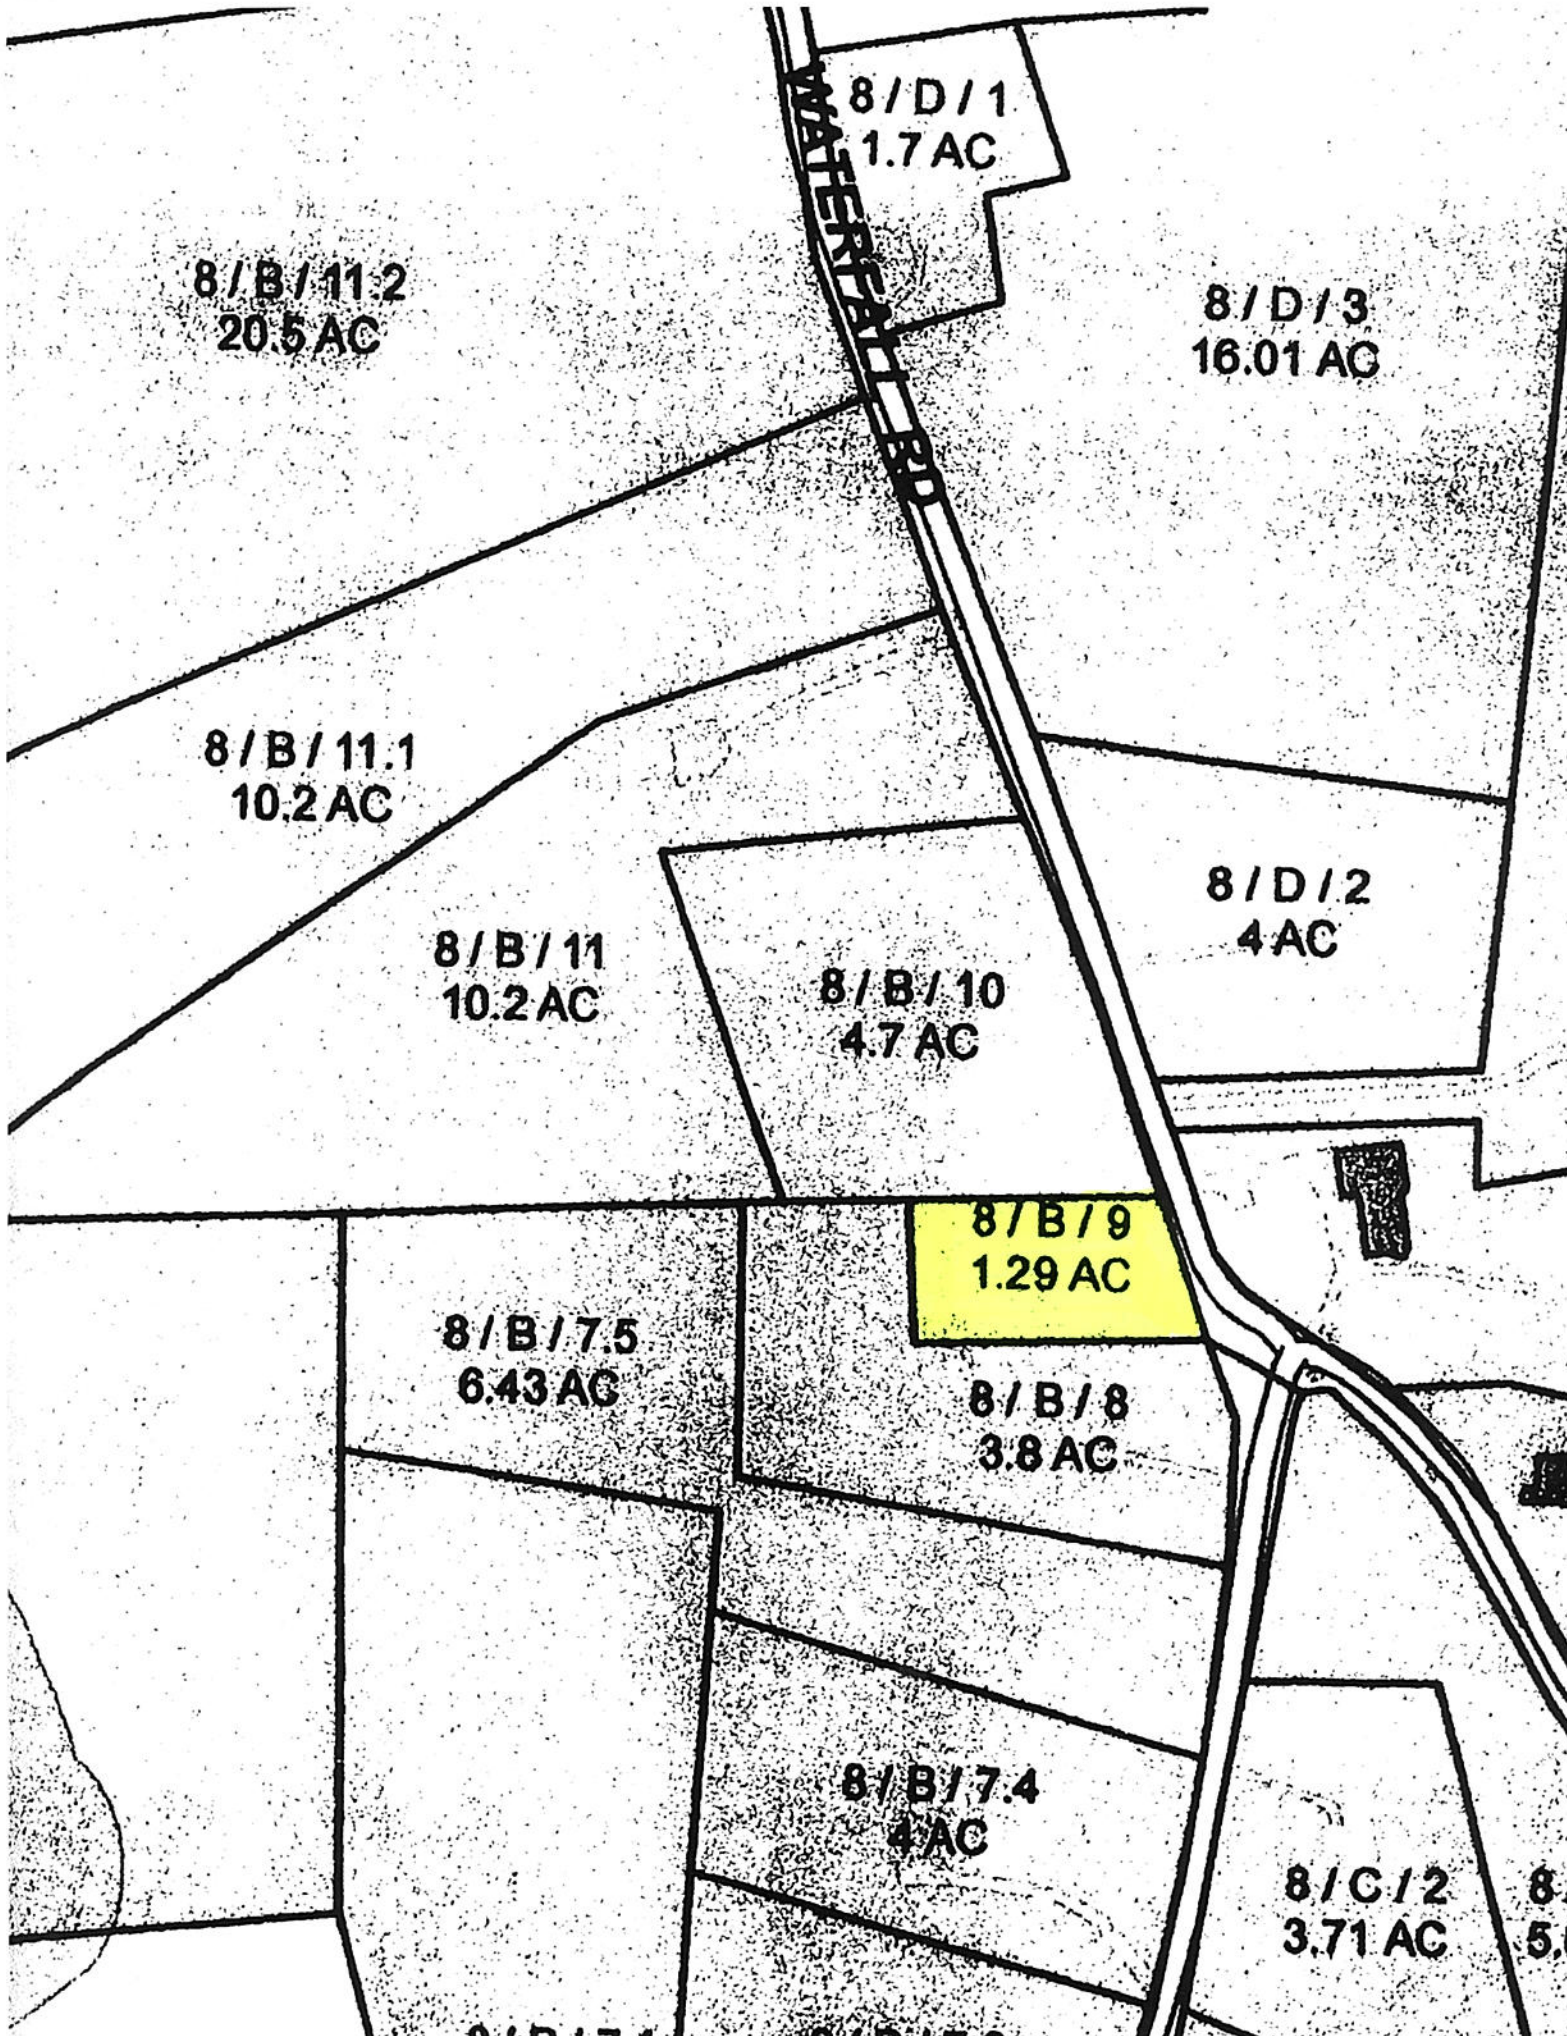 8 / D / 1
1.7 AC
WATERFALL RD
8 / B / 11.2
20.5 AC
8 / D / 3
16.01 AC
8 / B / 11.1
10.2 AC
8 / D / 2
4 AC
8 / B / 11
10.2 AC
8 / B / 10
4.7 AC
8 / B / 9
1.29 AC
8 / B / 7.5
6.43 AC
8 / B / 8
3.8 AC
8 / B / 7.4
4 AC
8 / C / 2
3.71 AC